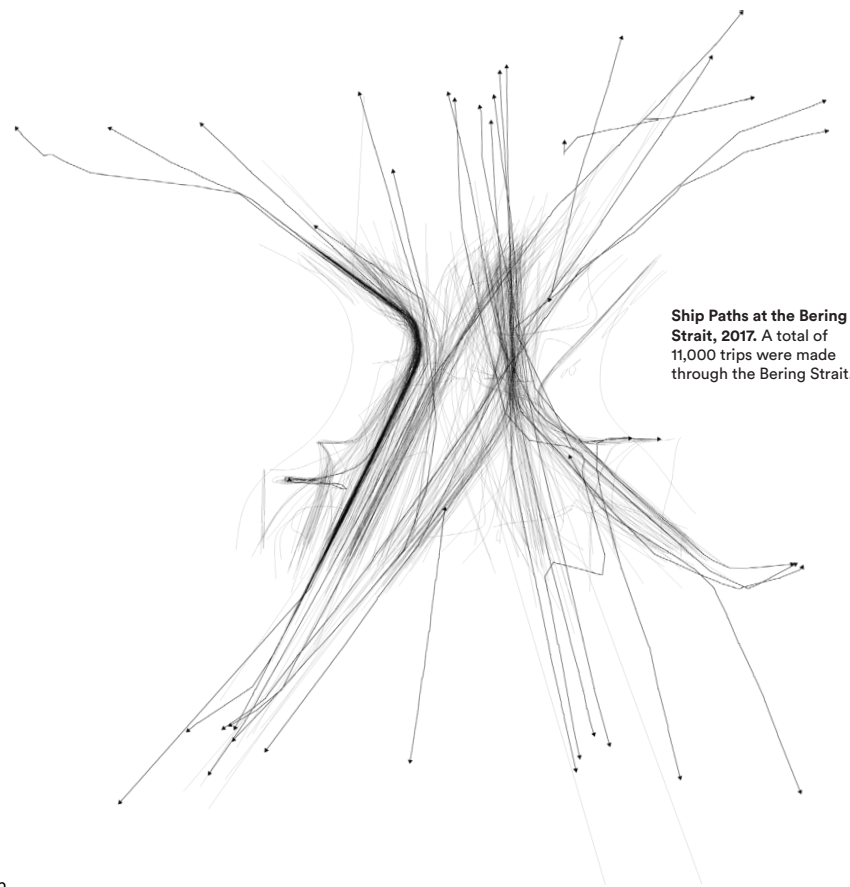 Ship Paths at the Bering
Strait, 2017. A total of
11,000 trips were made
through the Bering Strait